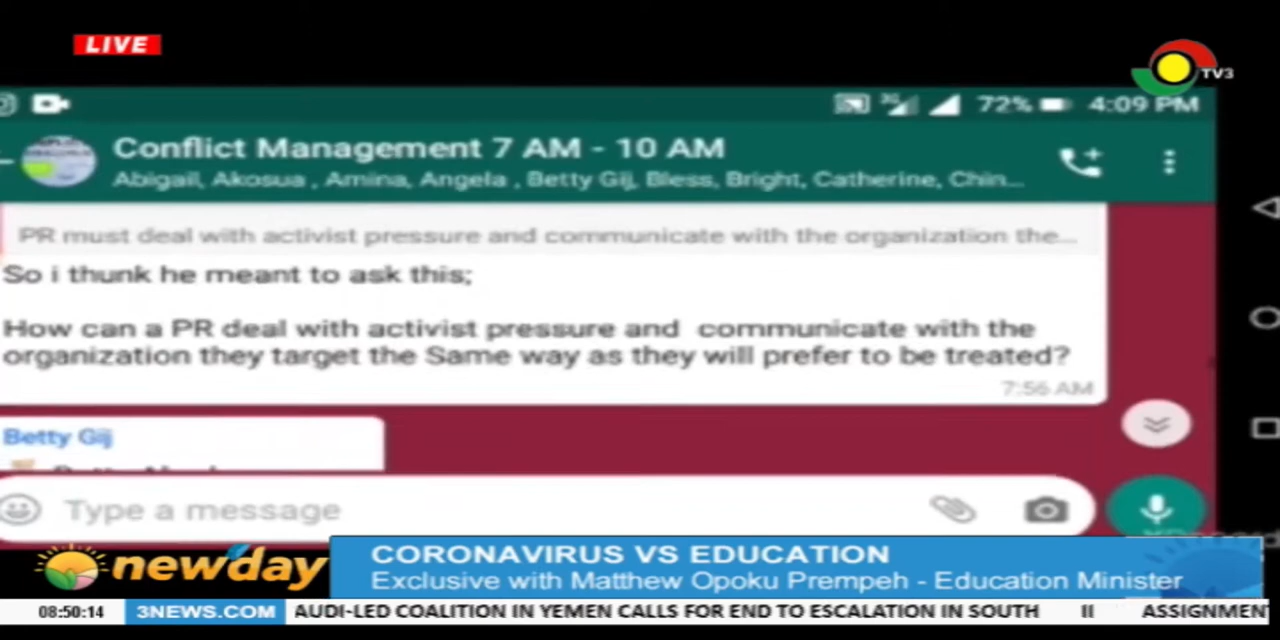 LIVE
TV3
3G
72%
4:09 PM
Conflict Management 7 AM - 10 AM
Abigail, Akosua , Amina, Angela , Betty Gij, Bless, Bright, Catherine, Chin...
PR must deal with activist pressure and communicate with the organization the...
So i thunk he meant to ask this;
How can a PR deal with activist pressure and communicate with the
organization they target the Same way as they will prefer to be treated?
7:56 AM
Betty Gij
Type a message
newday
CORONAVIRUS VS EDUCATION
Exclusive with Matthew Opoku Prempeh - Education Minister
08:50:14
3NEWS.COM
AUDI-LED COALITION IN YEMEN CALLS FOR END TO ESCALATION IN SOUTH II ASSIGNMEN